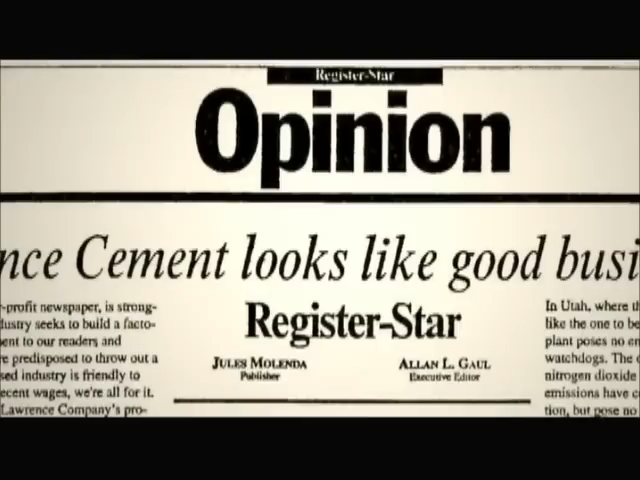 Register-Star
Opinion
nce Cement looks like good busi
-profit newspaper, is strong-
dustry seeks to build a facto-
ent to our readers and
e predisposed to throw out a
sed industry is friendly to
ecent wages, we're all for it.
Lawrence Company's pro-
Register-Star
JULES MOLENDA
Publisher
ALLAN L. GAUL
Executive Editor
In Utah, where th
like the one to be
plant poses no en
watchdogs. The
nitrogen dioxide
emissions have c
tion, but pose no